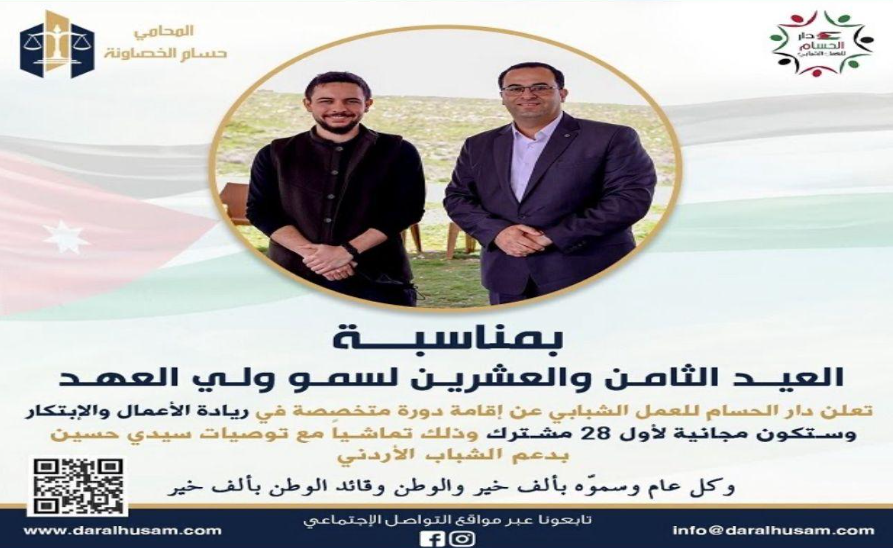 المحامي
حسام الخصاونة
دار
الحسام
للعمل الشبابي
بمناسبة
العيد الثامن والعشرين لسمو ولي العهد
تعلن دار الحسام للعمل الشبابي عن إقامة دورة متخصصة في ريادة الأعمال والإبتكار
وستكون مجانية لأول 28 مشترك وذلك تماشياً مع توصيات سيدي حسين
بدعم الشباب الأردني
وكل عام وسموّه بألف خير والوطن وقائد الوطن بألف خير
تابعونا عبر مواقع التواصل الإجتماعي
www.daralhusam.com
info@daralhusam.com